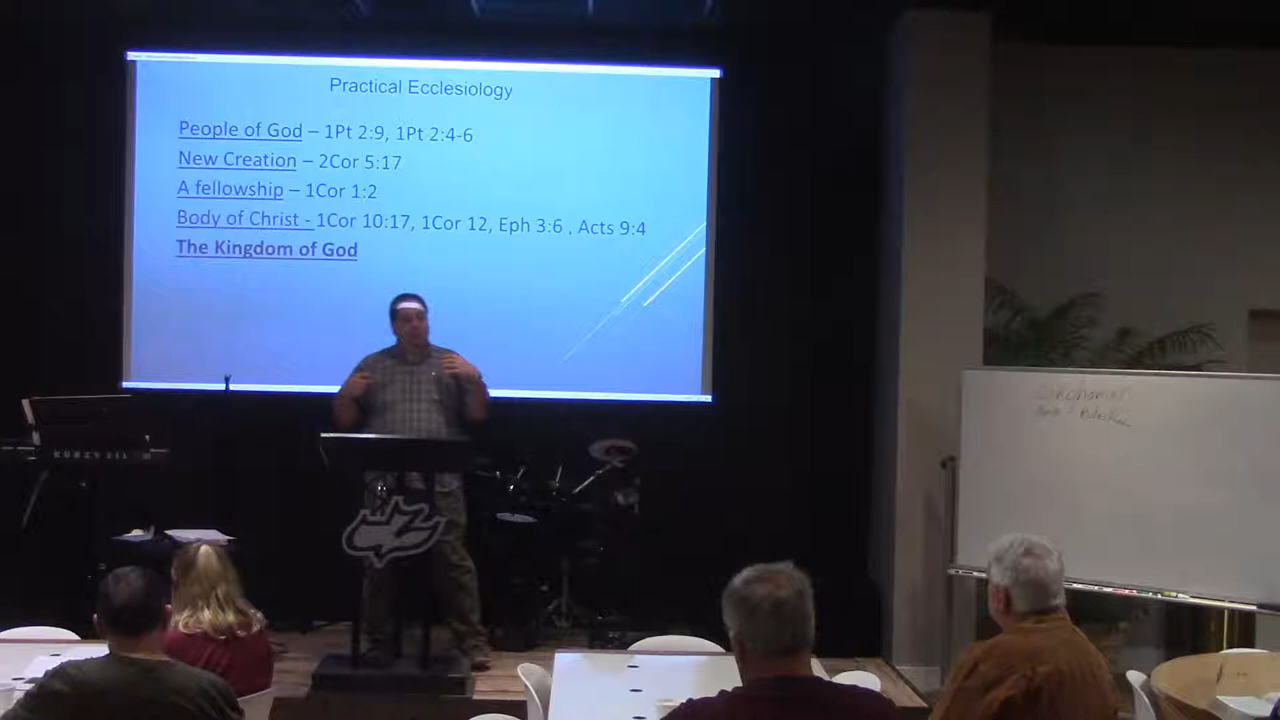 Practical Ecclesiology
People of God – 1Pt 2:9, 1Pt 2:4-6
New Creation – 2Cor 5:17
A fellowship – 1Cor 1:2
Body of Christ - 1Cor 10:17, 1Cor 12, Eph 3:6 , Acts 9:4
The Kingdom of God
KURZWEIL